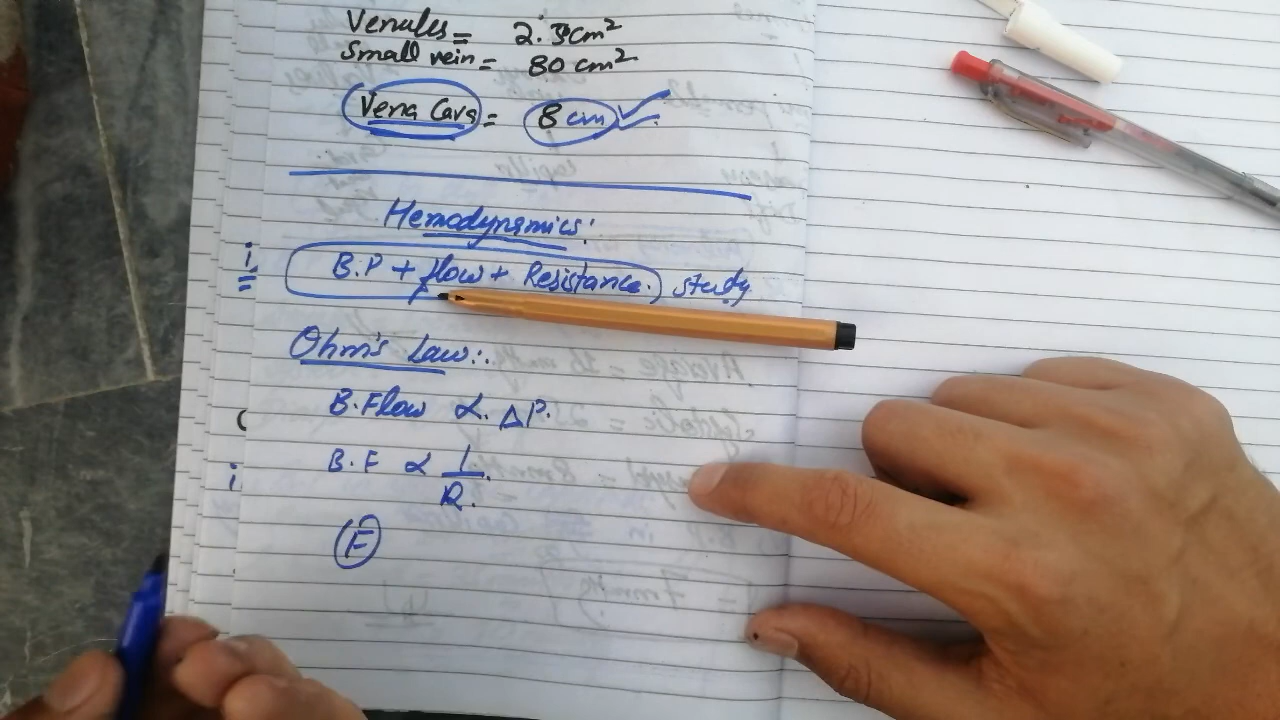 Venules = 2.5cm²
Small vein = 80 cm²
Vena Cava = 8 cm
Hemodynamics:
i B.P + flow + Resistance. study
Ohm's Law:.
B.Flow ∝. ΔP.
B.F ∝ 1/R.
i
F